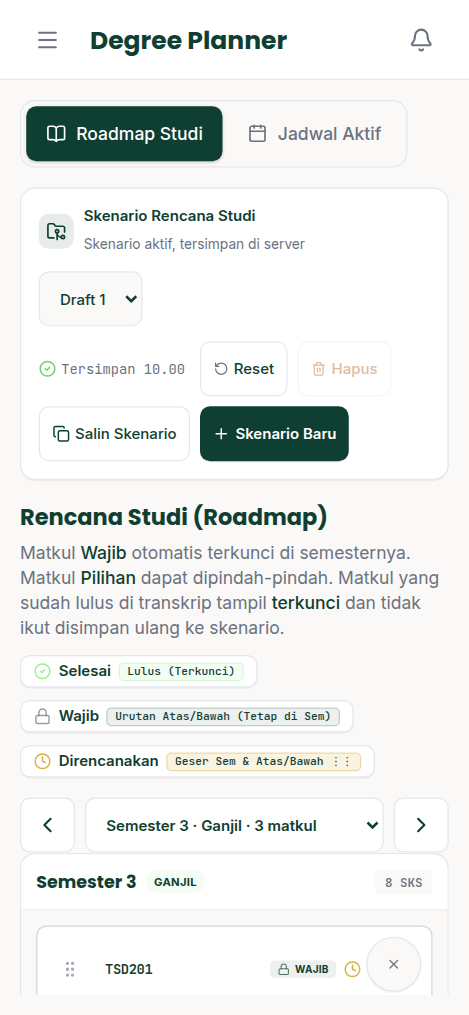 Degree Planner
Roadmap Studi
Jadwal Aktif
Skenario Rencana Studi
Skenario aktif, tersimpan di server
Draft 1
Tersimpan 10.00
Reset
Hapus
Salin Skenario
Skenario Baru
Rencana Studi (Roadmap)
Matkul Wajib otomatis terkunci di semesternya.
Matkul Pilihan dapat dipindah-pindah. Matkul yang
sudah lulus di transkrip tampil terkunci dan tidak
ikut disimpan ulang ke skenario.
Selesai Lulus (Terkunci)
Wajib Urutan Atas/Bawah (Tetap di Sem)
Direncanakan Geser Sem & Atas/Bawah ⋮⋮
Semester 3 · Ganjil · 3 matkul
Semester 3 GANJIL 8 SKS
TSD201 WAJIB